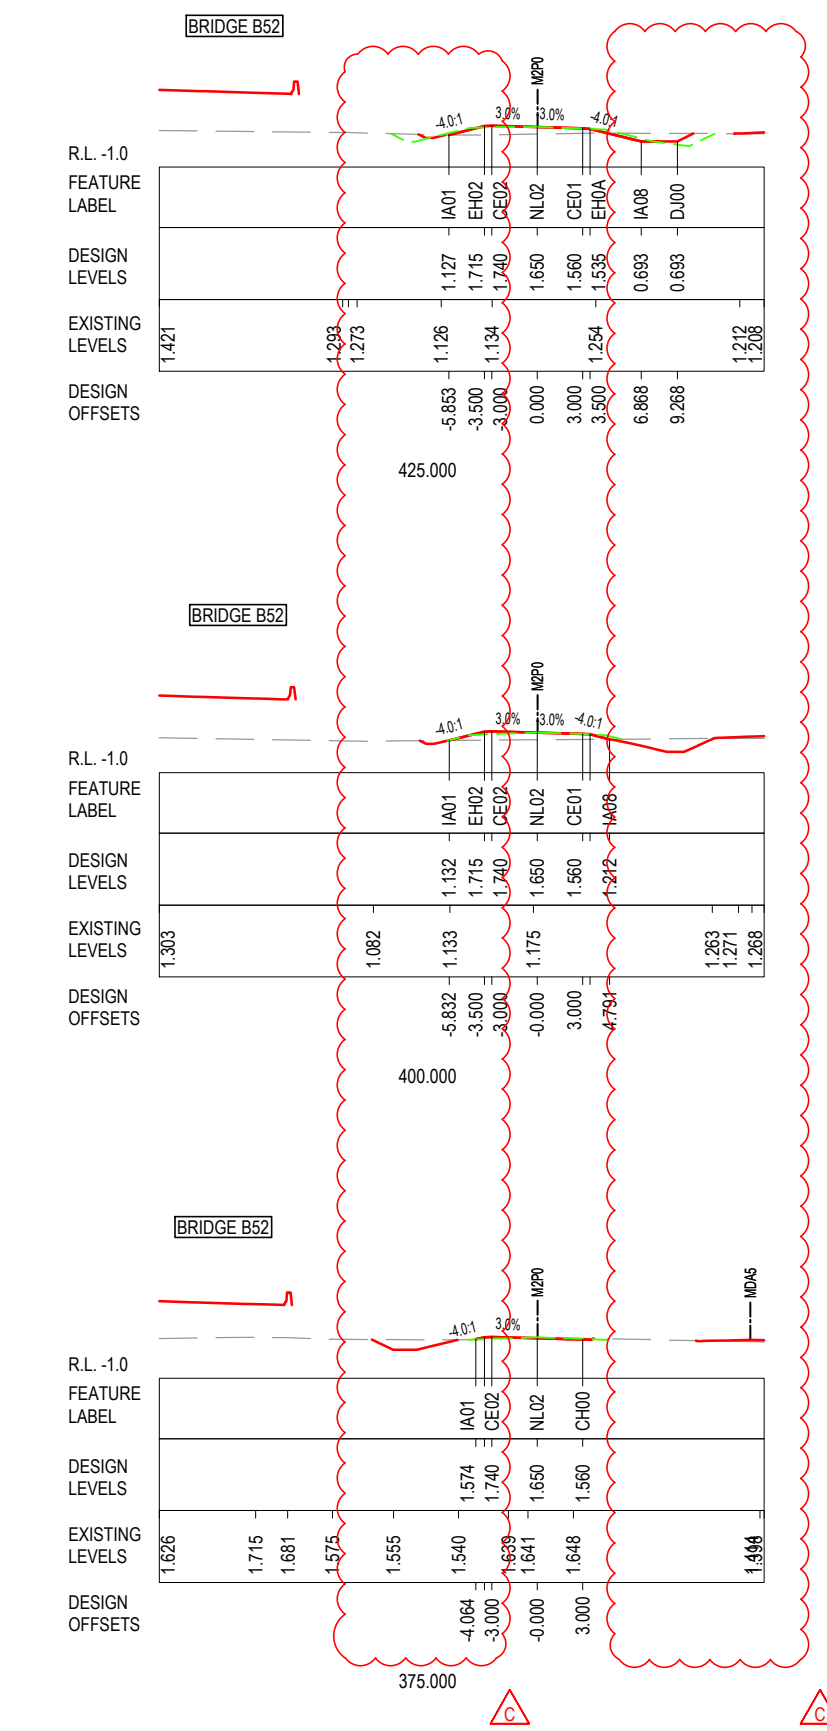 BRIDGE B52
M2P0
-4.0:1 3.0% -3.0% -4.0:1
R.L. -1.0
FEATURE LABEL IA01 EH02 CE02 NL02 CE01 EH0A IA08 DJ00
DESIGN LEVELS 1.127 1.715 1.740 1.650 1.560 1.535 0.693 0.693
EXISTING LEVELS 1.421 1.293 1.273 1.126 1.134 1.254 1.212 1.208
DESIGN OFFSETS -5.853 -3.500 -3.000 0.000 3.000 3.500 6.868 9.268
425.000
BRIDGE B52
M2P0
-4.0:1 3.0% -3.0% -4.0:1
R.L. -1.0
FEATURE LABEL IA01 EH02 CE02 NL02 CE01 IA08
DESIGN LEVELS 1.132 1.715 1.740 1.650 1.560 1.212
EXISTING LEVELS 1.303 1.082 1.133 1.175 1.263 1.271 1.268
DESIGN OFFSETS -5.832 -3.500 -3.000 -0.000 3.000 4.791
400.000
BRIDGE B52
M2P0 MDA5
-4.0:1 3.0%
R.L. -1.0
FEATURE LABEL IA01 CE02 NL02 CH00
DESIGN LEVELS 1.574 1.740 1.650 1.560
EXISTING LEVELS 1.626 1.715 1.681 1.575 1.555 1.540 1.639 1.641 1.648
DESIGN OFFSETS -4.064 -3.000 -0.000 3.000
375.000
C C